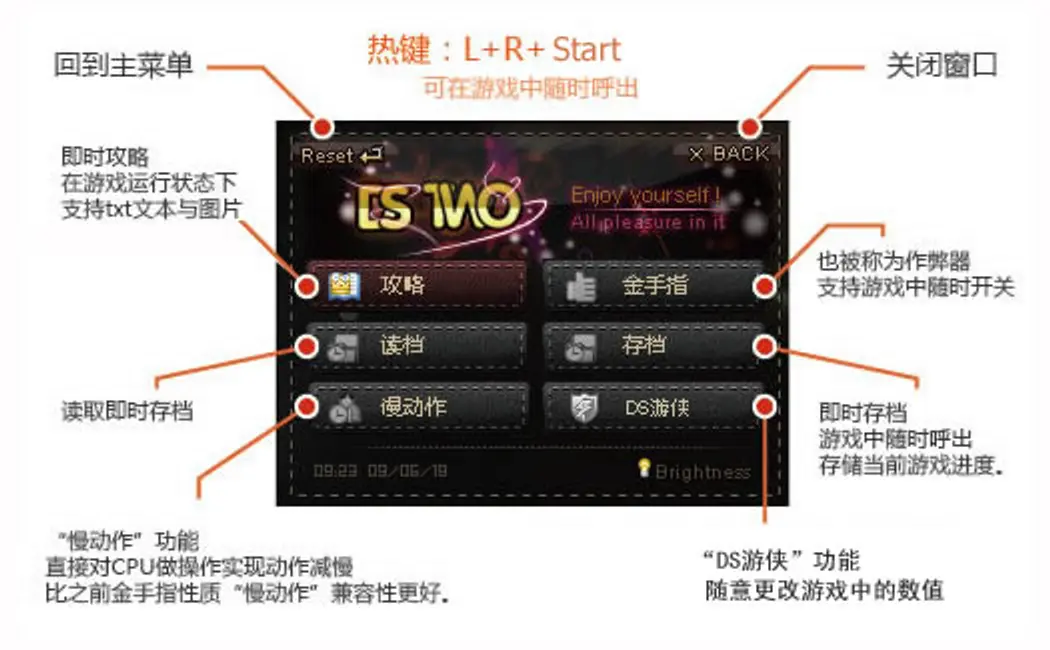 热键：L+R+ Start
可在游戏中随时呼出
回到主菜单
关闭窗口
即时攻略
在游戏运行状态下
支持txt文本与图片
Reset
X BACK
DS TWO
Enjoy yourself !
All pleasure in it
攻略
金手指
读档
存档
慢动作
DS游侠
09:23 09/06/19
Brightness
也被称为作弊器
支持游戏中随时开关
读取即时存档
即时存档
游戏中随时呼出
存储当前游戏进度。
“慢动作”功能
直接对CPU做操作实现动作减慢
比之前金手指性质“慢动作”兼容性更好。
“DS游侠”功能
随意更改游戏中的数值